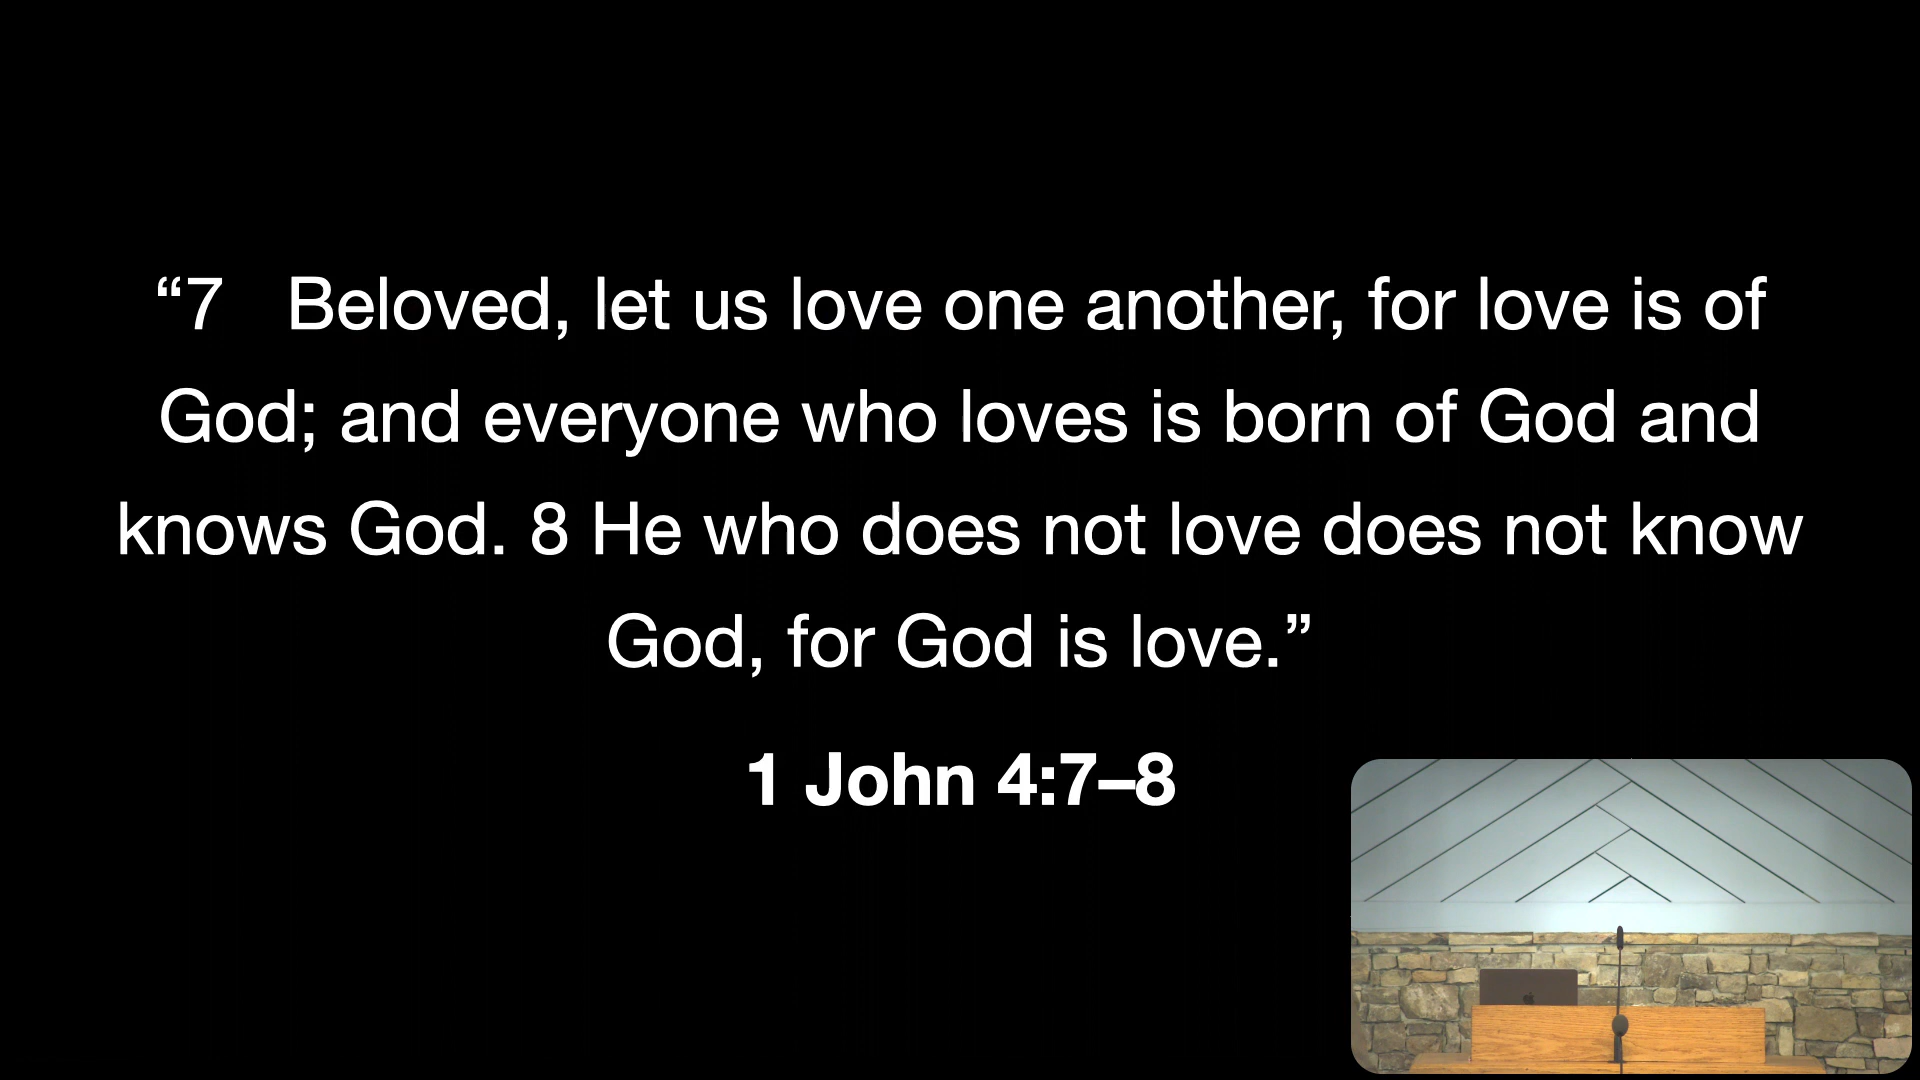 “7   Beloved, let us love one another, for love is of
God; and everyone who loves is born of God and
knows God. 8 He who does not love does not know
God, for God is love.”
1 John 4:7–8